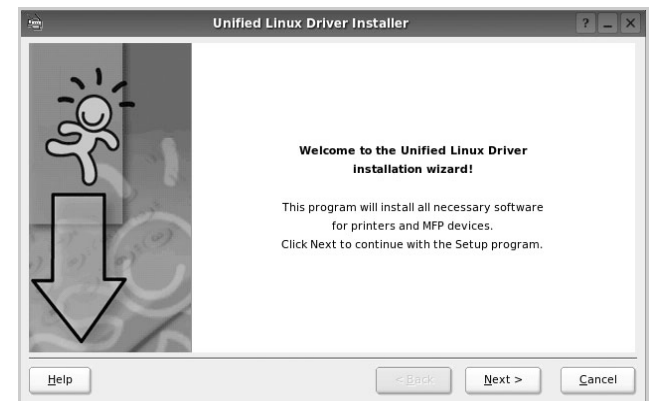 Unified Linux Driver Installer
Welcome to the Unified Linux Driver
installation wizard!
This program will install all necessary software
for printers and MFP devices.
Click Next to continue with the Setup program.
Help
< Back
Next >
Cancel